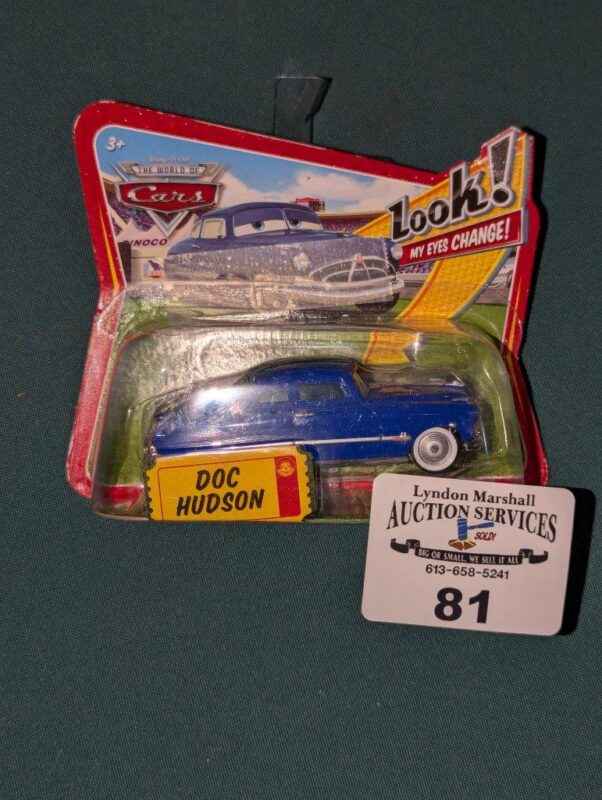 3+
THE WORLD OF
Cars
UNOCO
Look!
MY EYES CHANGE!
DOC
HUDSON
Lyndon Marshall
AUCTION SERVICES
SOLD!
BIG OR SMALL, WE SELL IT ALL
613-658-5241
81